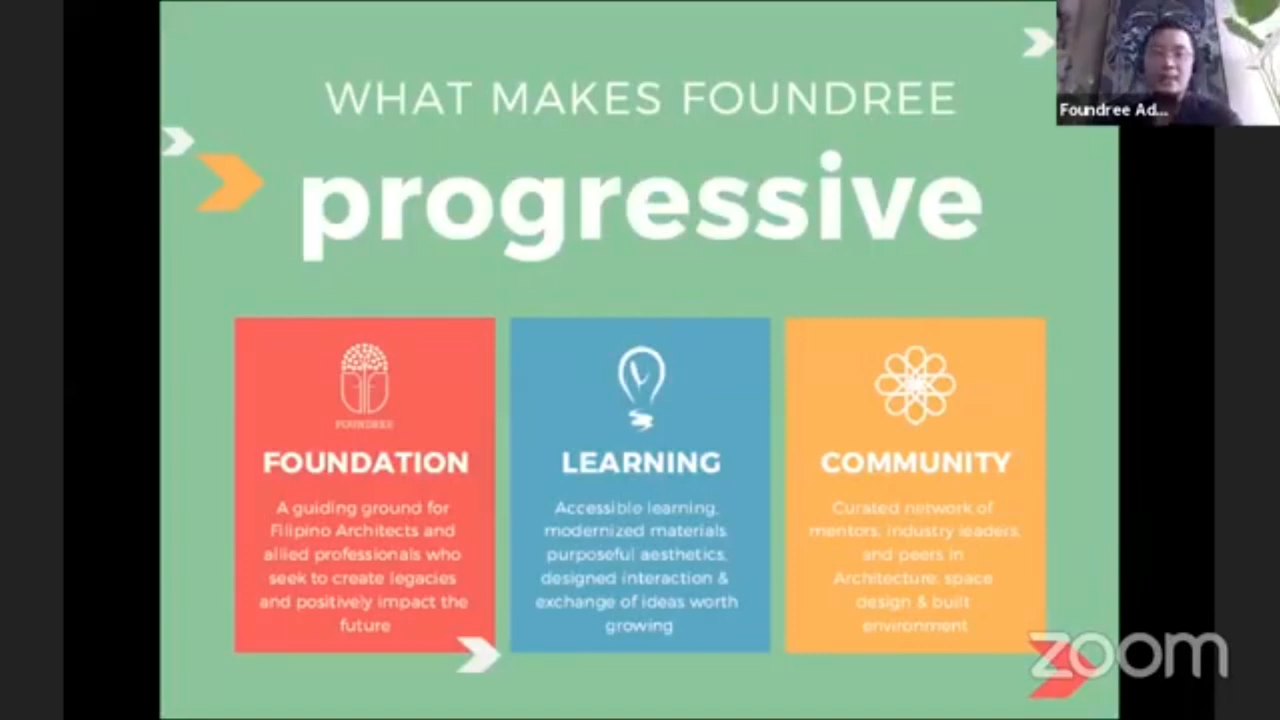 WHAT MAKES FOUNDREE
Foundree Ad...
progressive
FOUNDREE
FOUNDATION
A guiding ground for
Filipino Architects and
allied professionals who
seek to create legacies
and positively impact the
future
LEARNING
Accessible learning,
modernized materials,
purposeful aesthetics,
designed interaction &
exchange of ideas worth
growing
COMMUNITY
Curated network of
mentors, industry leaders,
and peers in
Architecture, space
design & built
environment
zoom